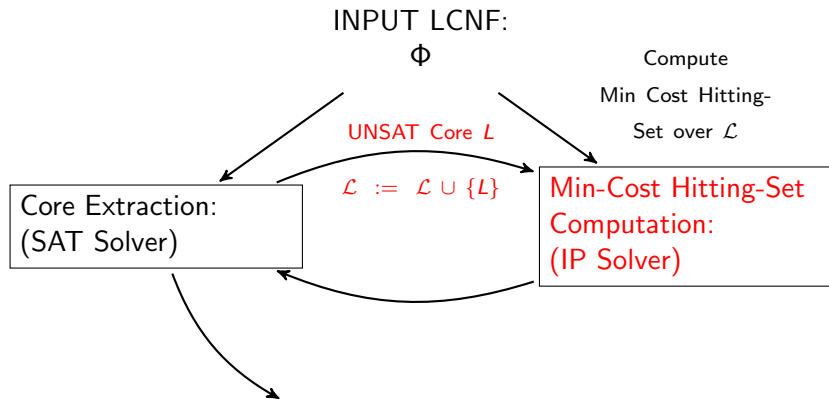 INPUT LCNF:
Φ
Compute
Min Cost Hitting-
Set over ℒ
UNSAT Core L
ℒ := ℒ ∪ {L}
Core Extraction:
(SAT Solver)
Min-Cost Hitting-Set
Computation:
(IP Solver)